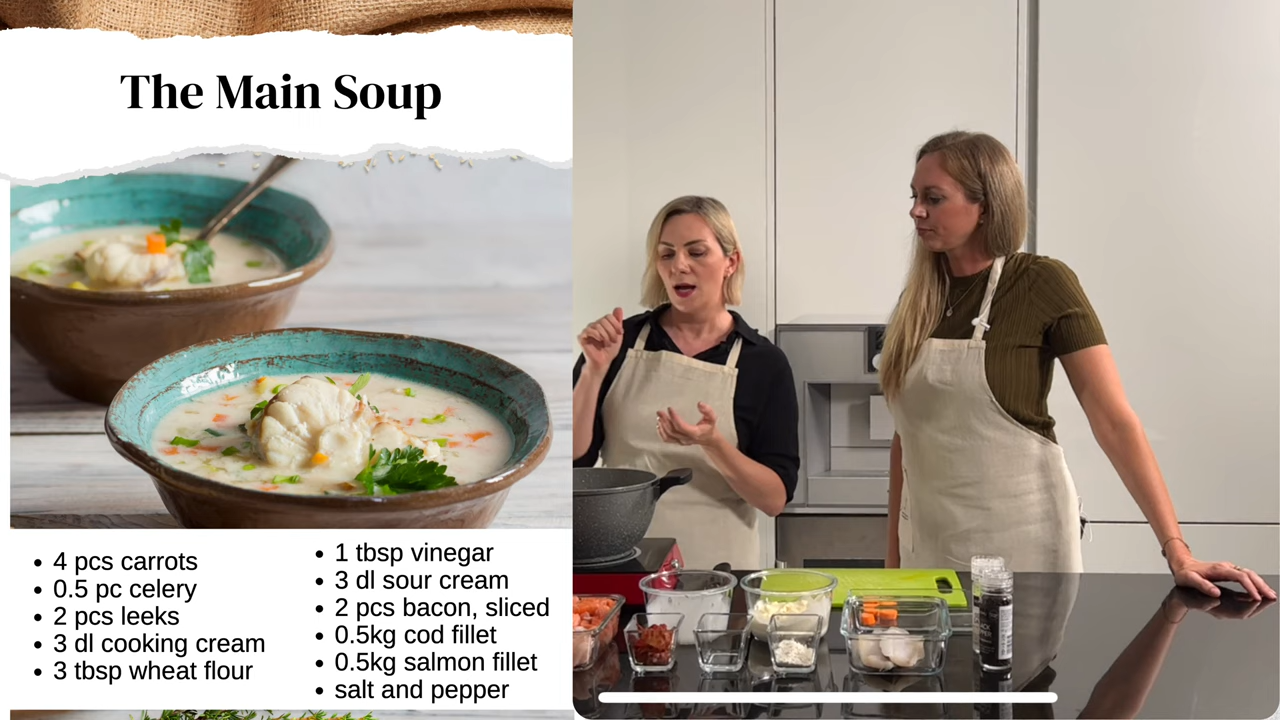 The Main Soup
4 pcs carrots
0.5 pc celery
2 pcs leeks
3 dl cooking cream
3 tbsp wheat flour
1 tbsp vinegar
3 dl sour cream
2 pcs bacon, sliced
0.5kg cod fillet
0.5kg salmon fillet
salt and pepper